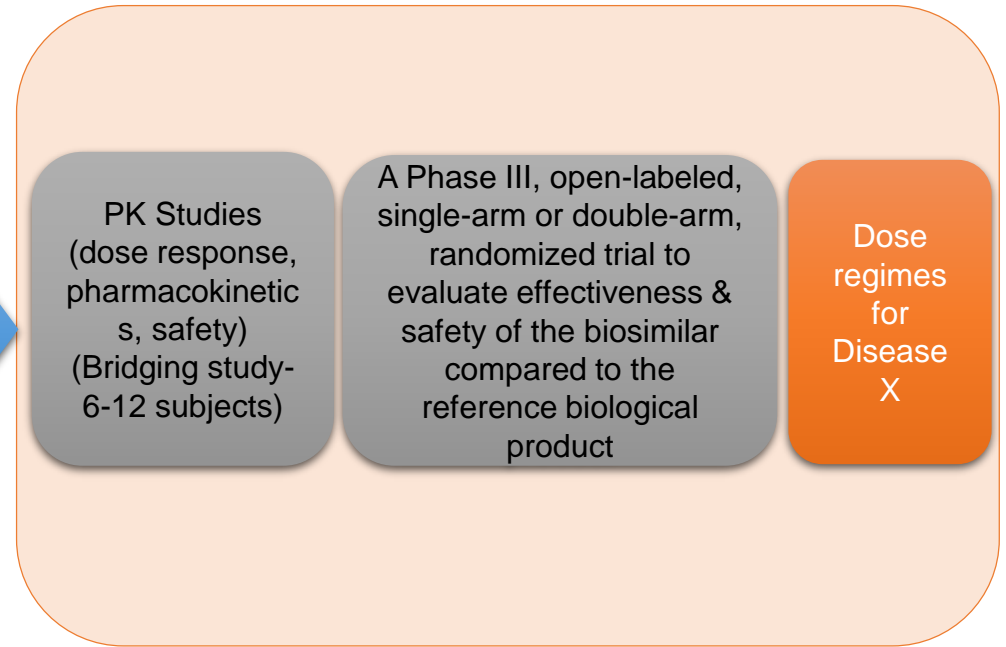 PK Studies
(dose response,
pharmacokinetic
s, safety)
(Bridging study-
6-12 subjects)
A Phase III, open-labeled,
single-arm or double-arm,
randomized trial to
evaluate effectiveness &
safety of the biosimilar
compared to the
reference biological
product
Dose
regimes
for
Disease
X